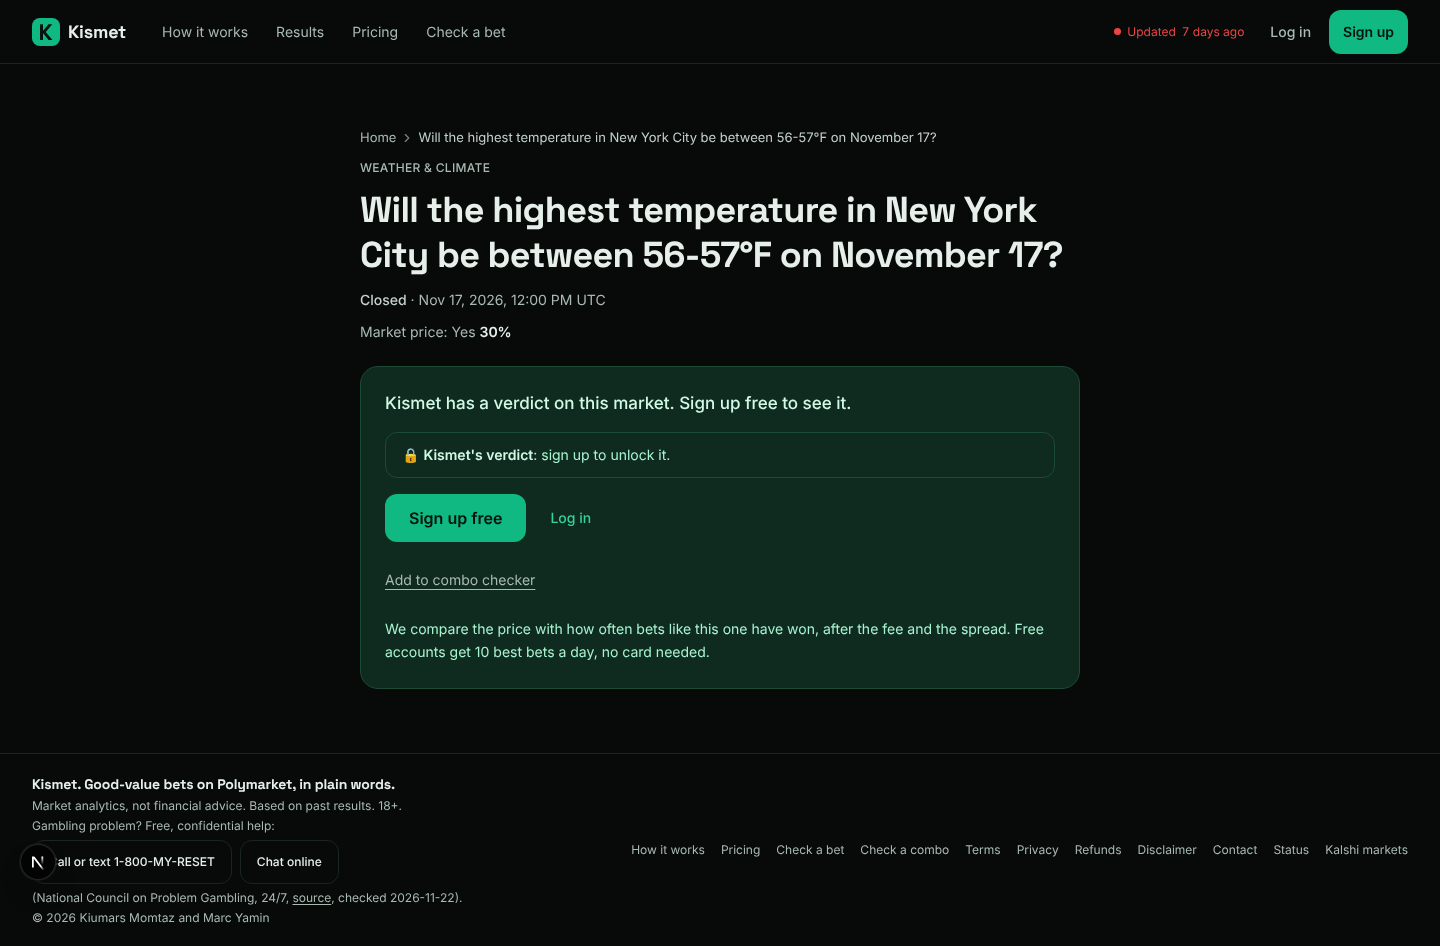 Kismet
How it works
Results
Pricing
Check a bet
Updated 7 days ago
Log in
Sign up
Home > Will the highest temperature in New York City be between 56-57°F on November 17?
WEATHER & CLIMATE
Will the highest temperature in New York
City be between 56-57°F on November 17?
Closed · Nov 17, 2026, 12:00 PM UTC
Market price: Yes 30%
Kismet has a verdict on this market. Sign up free to see it.
🔒 Kismet's verdict: sign up to unlock it.
Sign up free
Log in
Add to combo checker
We compare the price with how often bets like this one have won, after the fee and the spread. Free
accounts get 10 best bets a day, no card needed.
Kismet. Good-value bets on Polymarket, in plain words.
Market analytics, not financial advice. Based on past results. 18+.
Gambling problem? Free, confidential help:
N
all or text 1-800-MY-RESET
Chat online
(National Council on Problem Gambling, 24/7, source, checked 2026-11-22).
© 2026 Kiumars Momtaz and Marc Yamin
How it works
Pricing
Check a bet
Check a combo
Terms
Privacy
Refunds
Disclaimer
Contact
Status
Kalshi markets